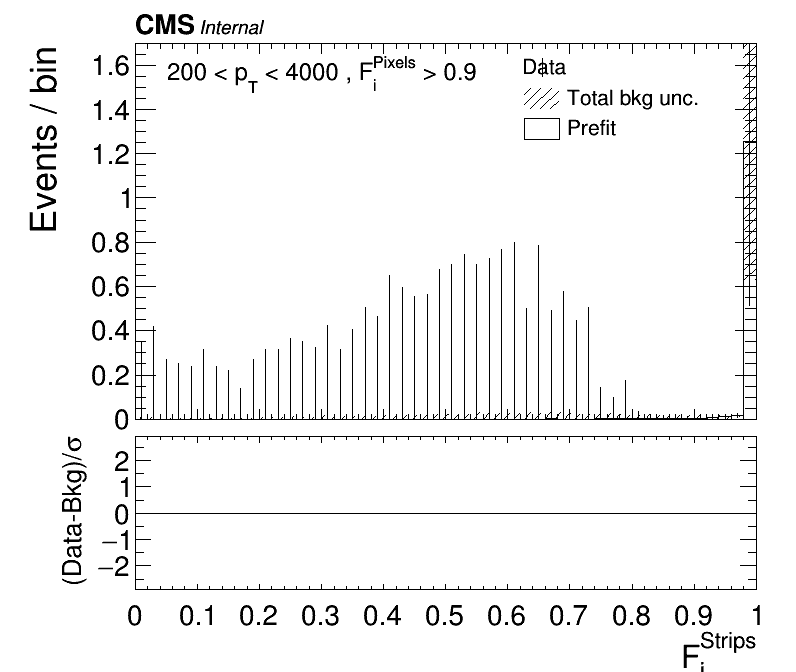 CMS Internal
Events / bin
200 < p_T < 4000 , F_i^Pixels > 0.9
Data
Total bkg unc.
Prefit
1.6
1.4
1.2
1
0.8
0.6
0.4
0.2
0
(Data-Bkg)/σ
2
1
0
−1
−2
0 0.1 0.2 0.3 0.4 0.5 0.6 0.7 0.8 0.9 1
F_i^Strips